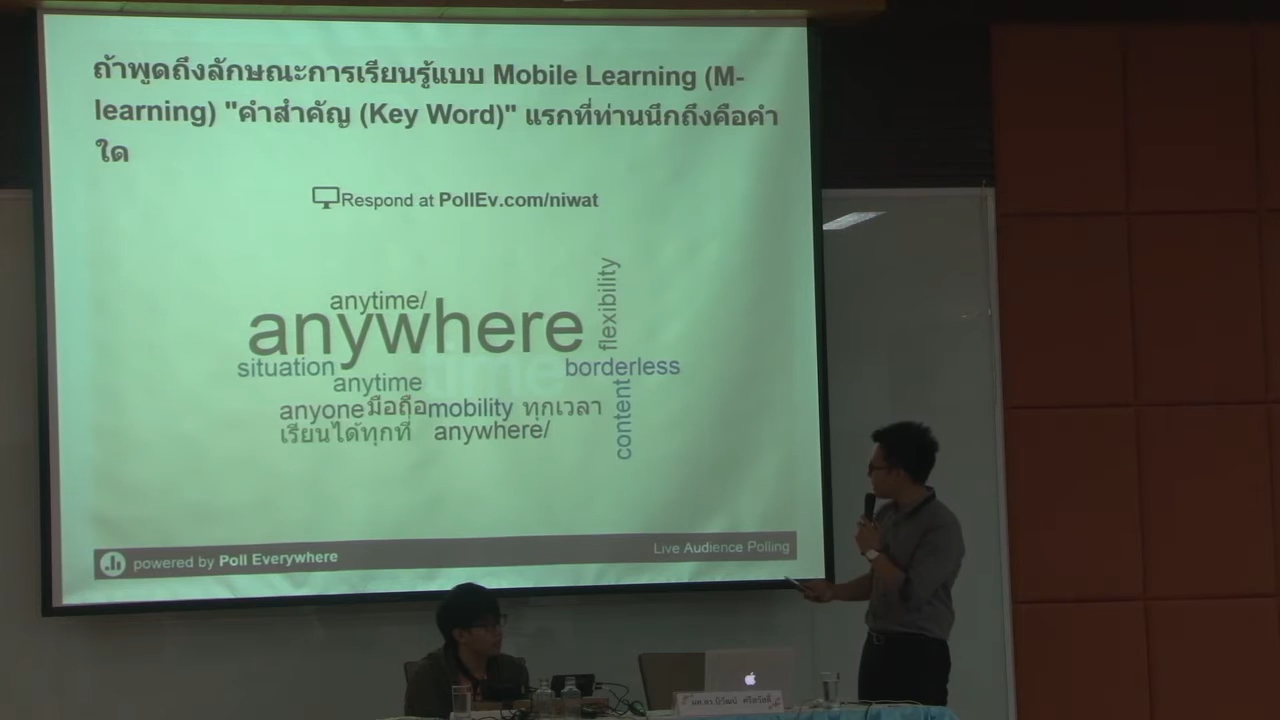 ถ้าพูดถึงลักษณะการเรียนรู้แบบ Mobile Learning (M-
learning) "คำสำคัญ (Key Word)" แรกที่ท่านนึกถึงคือคำ
ใด
Respond at PollEv.com/niwat
anytime/
anywhere
flexibility
situation
time
borderless
anytime
content
anyone
มือถือ
mobility
ทุกเวลา
เรียนได้ทุกที่
anywhere/
powered by Poll Everywhere
Live Audience Polling